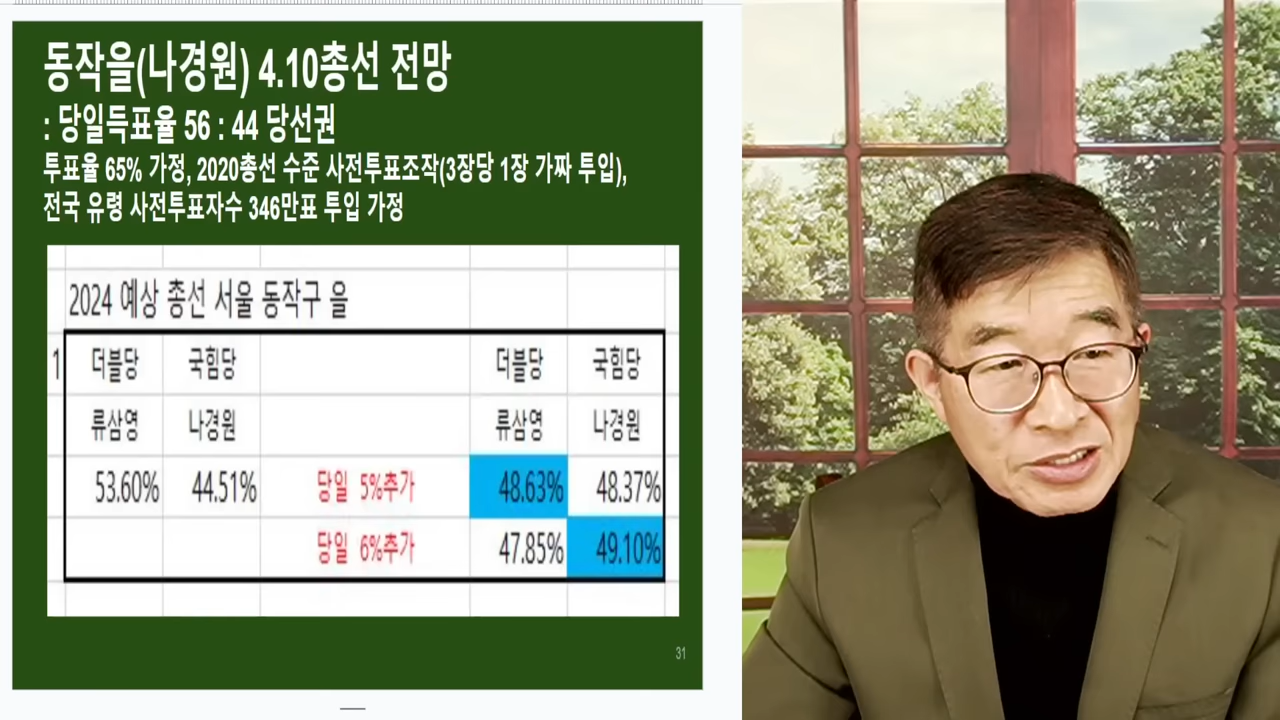 동작을(나경원) 4.10총선 전망
: 당일득표율 56 : 44 당선권
투표율 65% 가정, 2020총선 수준 사전투표조작(3장당 1장 가짜 투입),
전국 유령 사전투표자수 346만표 투입 가정
2024 예상 총선 서울 동작구 을
1 더블당 국힘당 더블당 국힘당
류삼영 나경원 류삼영 나경원
53.60% 44.51% 당일 5%추가 48.63% 48.37%
당일 6%추가 47.85% 49.10%
31